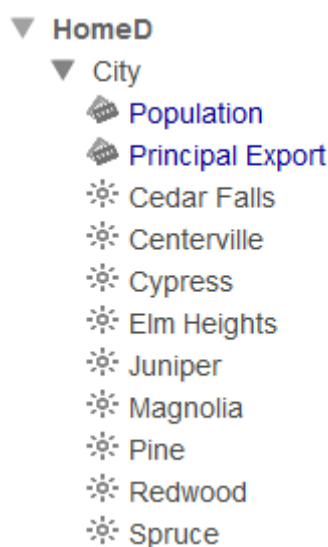 HomeD
City
Population
Principal Export
Cedar Falls
Centerville
Cypress
Elm Heights
Juniper
Magnolia
Pine
Redwood
Spruce